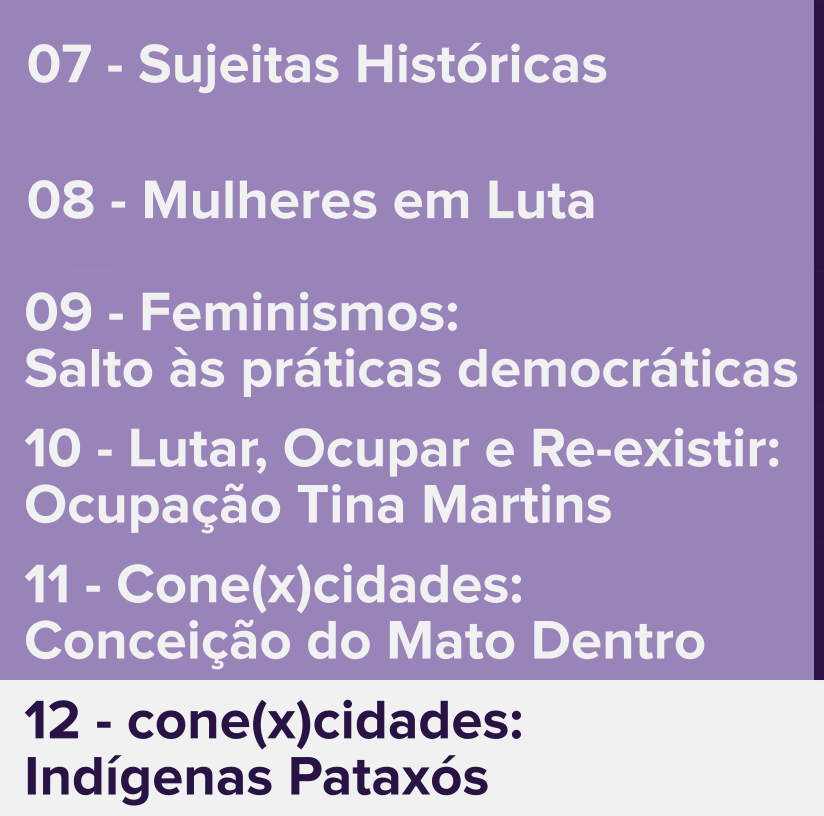 07 - Sujeitas Históricas
08 - Mulheres em Luta
09 - Feminismos:
Salto às práticas democráticas
10 - Lutar, Ocupar e Re-existir:
Ocupação Tina Martins
11 - Cone(x)cidades:
Conceição do Mato Dentro
12 - cone(x)cidades:
Indígenas Pataxós